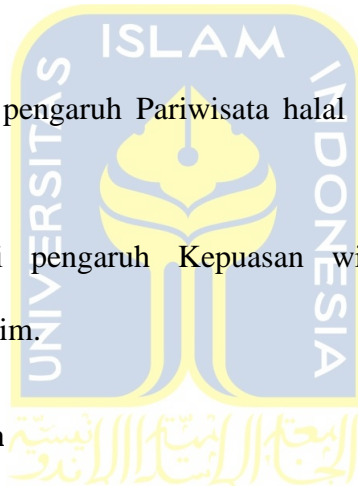 ISLAM
UNIVERSITAS
INDONESIA
pengaruh Pariwisata halal
i pengaruh Kepuasan wi
im.
n